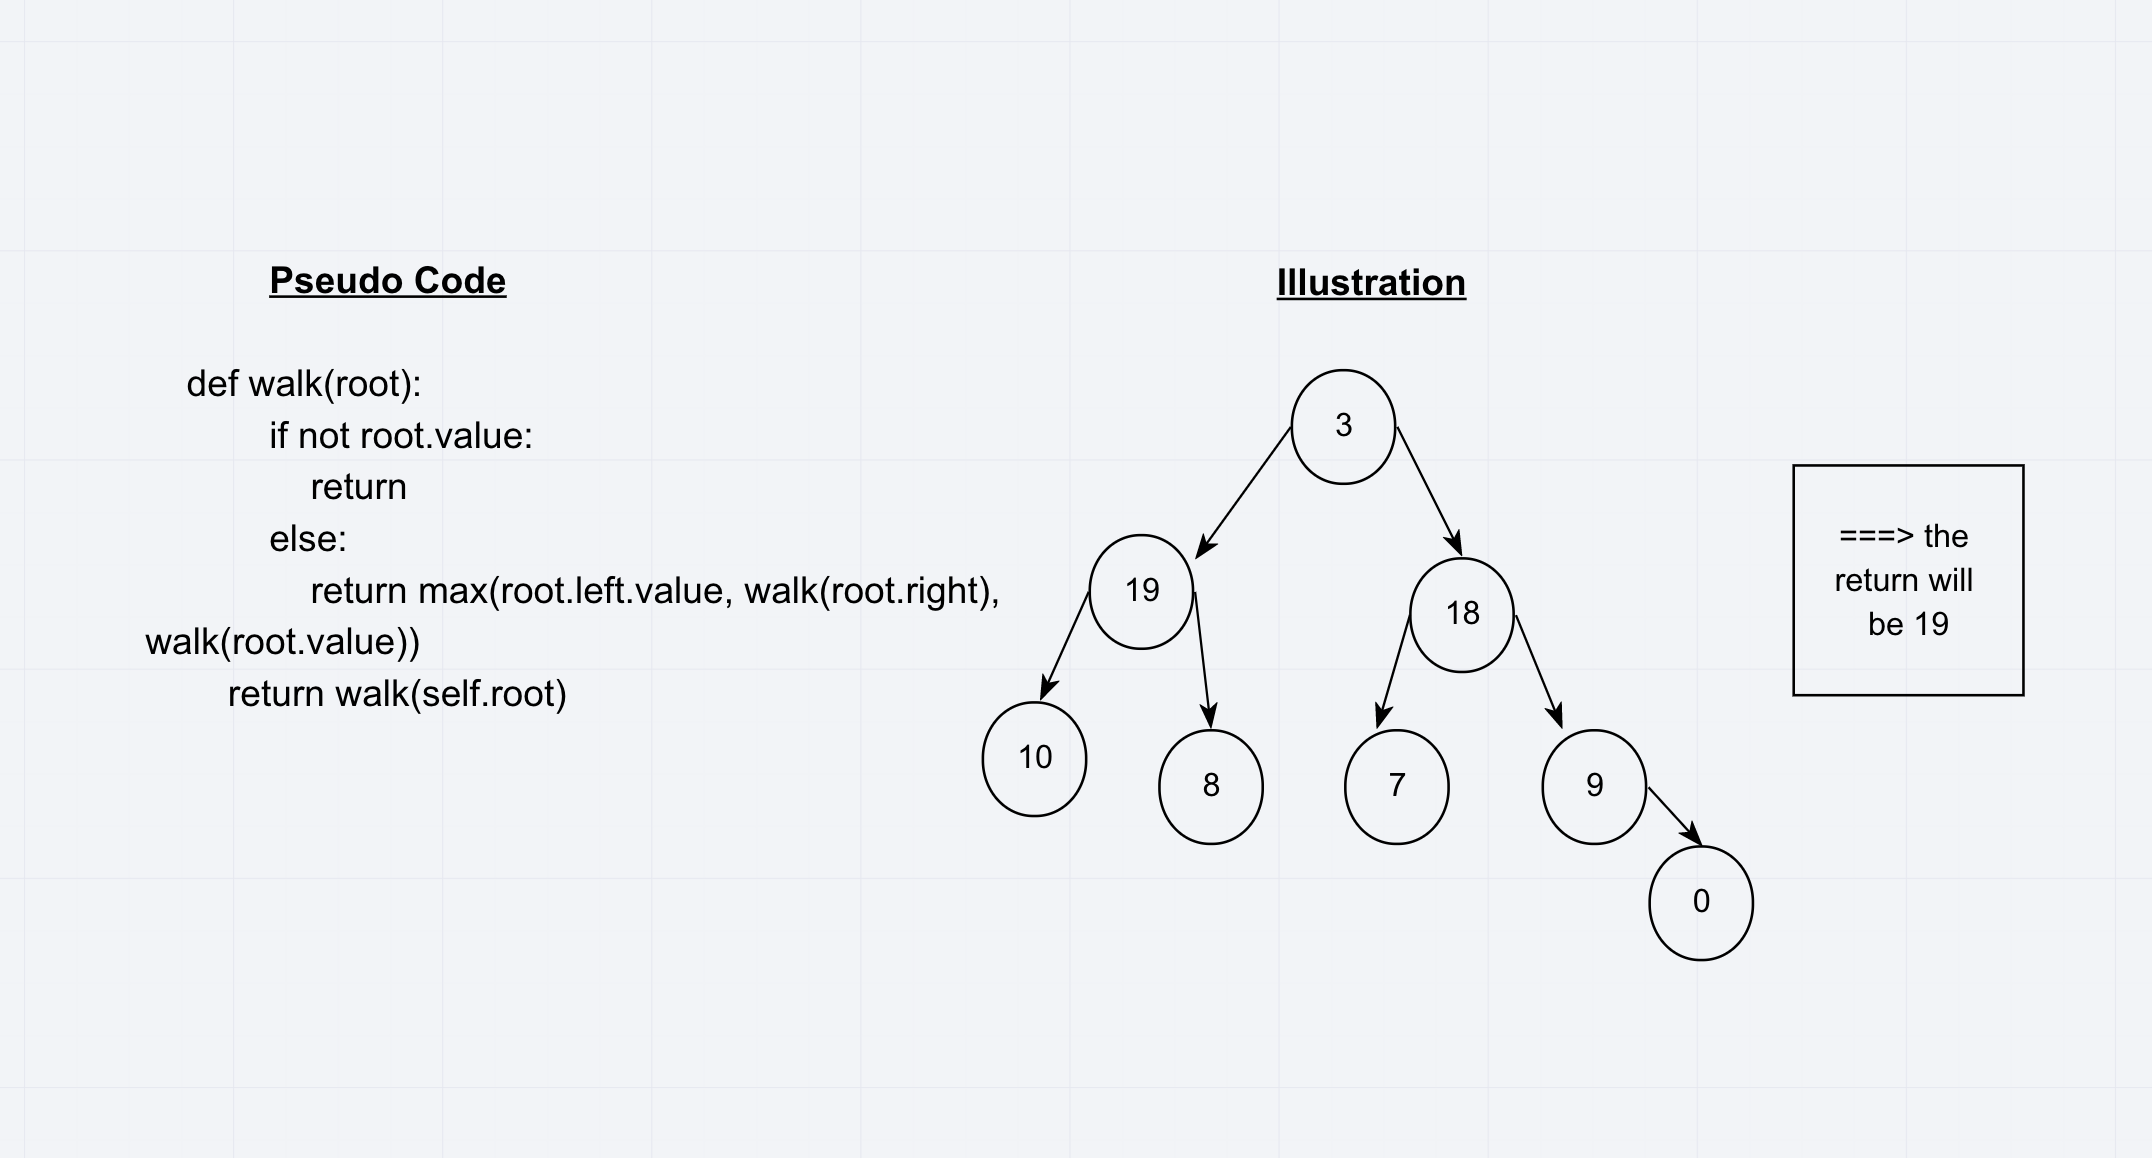 Pseudo Code
def walk(root):
if not root.value:
return
else:
return max(root.left.value, walk(root.right),
walk(root.value))
return walk(self.root)
Illustration
3
19
18
10
8
7
9
0
===> the
return will
be 19